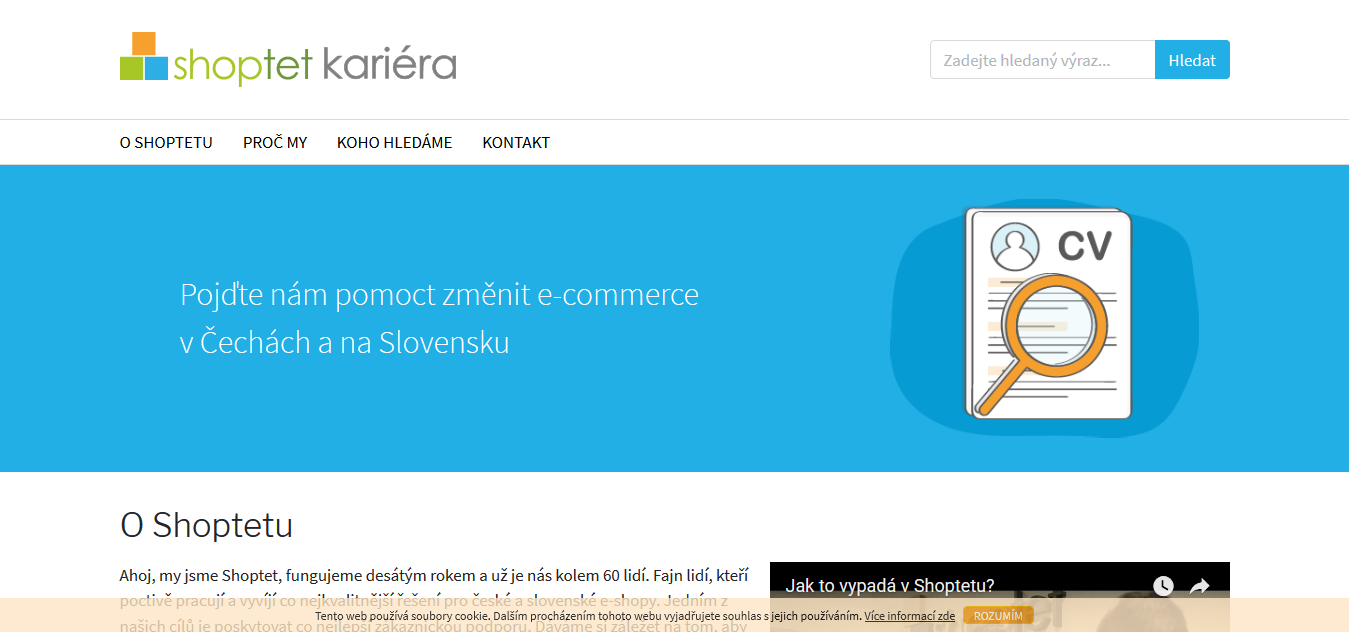 shoptet kariéra
Zadejte hledaný výraz...
Hledat
O SHOPTETU
PROČ MY
KOHO HLEDÁME
KONTAKT
Pojďte nám pomoct změnit e-commerce
v Čechách a na Slovensku
CV
O Shoptetu
Ahoj, my jsme Shoptet, fungujeme desátým rokem a už je nás kolem 60 lidí. Fajn lidí, kteří
poctivě pracují a vyvíjí co nejkvalitnější řešení pro české a slovenské e-shopy. Jedním z
našich cílů je poskytovat co nejlepší zákaznickou podporu. Dáváme si záležet na tom, aby
Jak to vypadá v Shoptetu?
Tento web používá soubory cookie. Dalším procházením tohoto webu vyjadřujete souhlas s jejich používáním. Více informací zde
ROZUMÍM